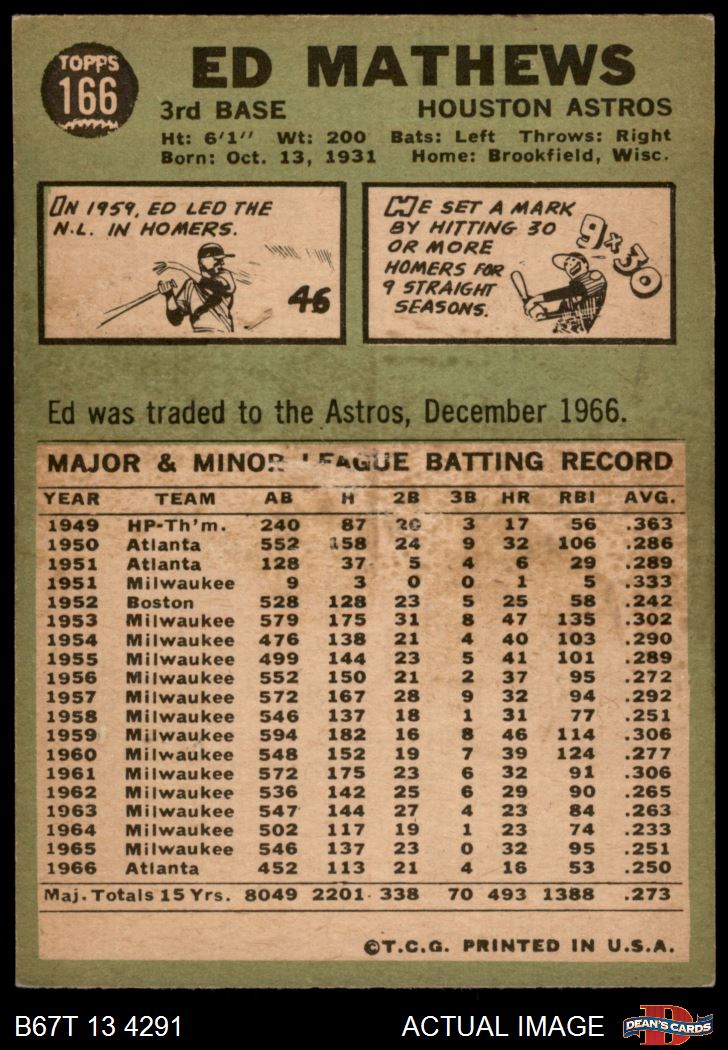 TOPPS
166
ED MATHEWS
3rd BASE HOUSTON ASTROS
Ht: 6'1" Wt: 200 Bats: Left Throws: Right
Born: Oct. 13, 1931 Home: Brookfield, Wisc.
IN 1959, ED LED THE
N.L. IN HOMERS.
46
HE SET A MARK
BY HITTING 30
OR MORE
HOMERS FOR
9 STRAIGHT
SEASONS.
9x30
Ed was traded to the Astros, December 1966.
MAJOR & MINOR LEAGUE BATTING RECORD
YEAR TEAM AB H 2B 3B HR RBI AVG.
1949 HP-Th'm. 240 87 20 3 17 56 .363
1950 Atlanta 552 158 24 9 32 106 .286
1951 Atlanta 128 37 5 4 6 29 .289
1951 Milwaukee 9 3 0 0 1 5 .333
1952 Boston 528 128 23 5 25 58 .242
1953 Milwaukee 579 175 31 8 47 135 .302
1954 Milwaukee 476 138 21 4 40 103 .290
1955 Milwaukee 499 144 23 5 41 101 .289
1956 Milwaukee 552 150 21 2 37 95 .272
1957 Milwaukee 572 167 28 9 32 94 .292
1958 Milwaukee 546 137 18 1 31 77 .251
1959 Milwaukee 594 182 16 8 46 114 .306
1960 Milwaukee 548 152 19 7 39 124 .277
1961 Milwaukee 572 175 23 6 32 91 .306
1962 Milwaukee 536 142 25 6 29 90 .265
1963 Milwaukee 547 144 27 4 23 84 .263
1964 Milwaukee 502 117 19 1 23 74 .233
1965 Milwaukee 546 137 23 0 32 95 .251
1966 Atlanta 452 113 21 4 16 53 .250
Maj. Totals 15 Yrs. 8049 2201 338 70 493 1388 .273
©T.C.G. PRINTED IN U.S.A.
B67T 13 4291 ACTUAL IMAGE
D
DEAN'S CARDS